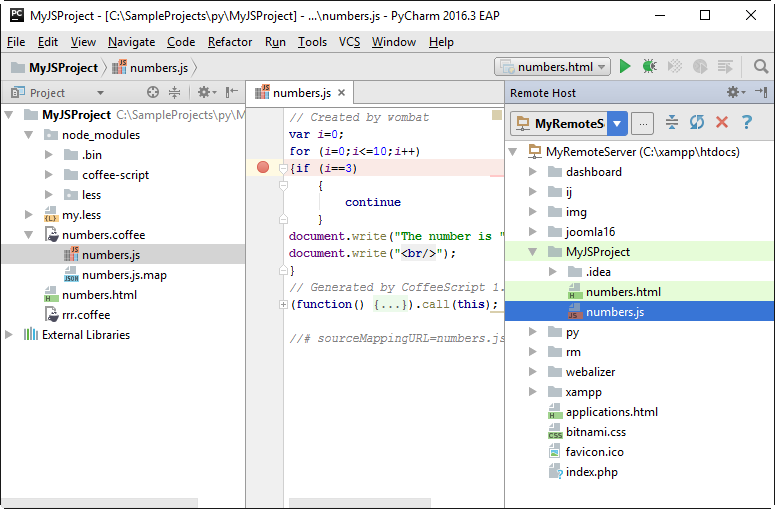 MyJSProject - [C:\SampleProjects\py\MyJSProject] - ...\numbers.js - PyCharm 2016.3 EAP
File Edit View Navigate Code Refactor Run Tools VCS Window Help
MyJSProject numbers.js numbers.html
Project
numbers.js
Remote Host
MyJSProject C:\SampleProjects\py\M
node_modules
.bin
coffee-script
less
my.less
numbers.coffee
numbers.js
numbers.js.map
numbers.html
rrr.coffee
External Libraries
// Created by wombat
var i=0;
for (i=0;i<=10;i++)
{if (i==3)
{
continue
}
document.write("The number is "
document.write("<br/>");
}
// Generated by CoffeeScript 1.
(function() {...}).call(this);
//# sourceMappingURL=numbers.js
MyRemoteS ...
MyRemoteServer (C:\xampp\htdocs)
dashboard
ij
img
joomla16
MyJSProject
.idea
numbers.html
numbers.js
py
rm
webalizer
xampp
applications.html
bitnami.css
favicon.ico
index.php